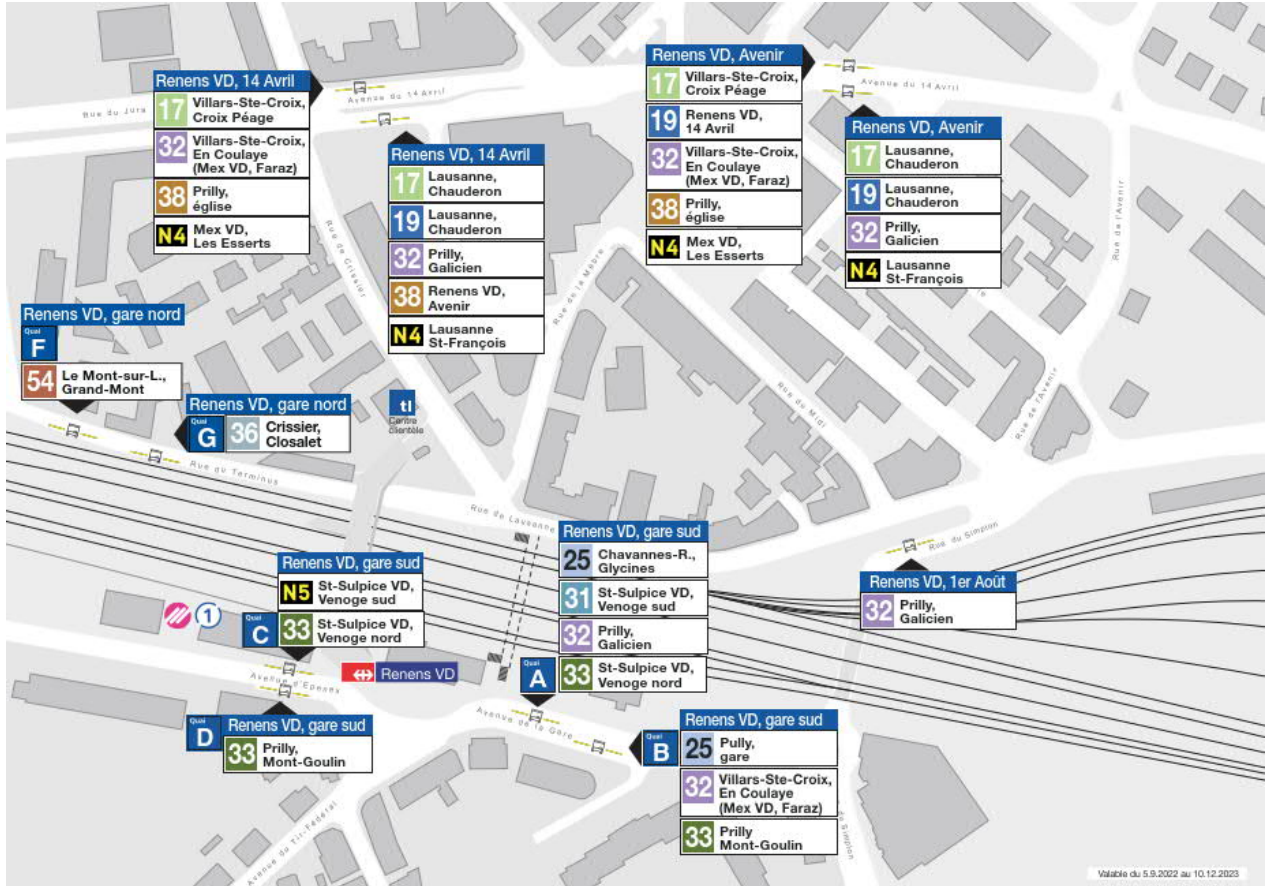 Renens VD, 14 Avril
17 Villars-Ste-Croix,
Croix Péage
32 Villars-Ste-Croix,
En Coulaye
(Mex VD, Faraz)
38 Prilly,
église
N4 Mex VD,
Les Esserts
Rue du Jura
Avenue du 14 Avril
Renens VD, 14 Avril
17 Lausanne,
Chauderon
19 Lausanne,
Chauderon
32 Prilly,
Galicien
38 Renens VD,
Avenir
N4 Lausanne
St-François
Renens VD, Avenir
17 Villars-Ste-Croix,
Croix Péage
19 Renens VD,
14 Avril
32 Villars-Ste-Croix,
En Coulaye
(Mex VD, Faraz)
38 Prilly,
église
N4 Mex VD,
Les Esserts
Avenue du 14 Avril
Renens VD, Avenir
17 Lausanne,
Chauderon
19 Lausanne,
Chauderon
32 Prilly,
Galicien
N4 Lausanne
St-François
Rue de l'Avenir
Rue de Crissier
Rue de la Mèbre
Rue du Midi
Rue de l'Avenir
Renens VD, gare nord
Quai
F
54 Le Mont-sur-L.,
Grand-Mont
Renens VD, gare nord
Quai
G
36 Crissier,
Closalet
tl
Centre
clientèle
Rue du Terminus
Rue de Lausanne
Rue du Simplon
Renens VD, gare sud
N5 St-Sulpice VD,
Venoge sud
Quai
C
33 St-Sulpice VD,
Venoge nord
1
Renens VD
Renens VD, gare sud
25 Chavannes-R.,
Glycines
31 St-Sulpice VD,
Venoge sud
32 Prilly,
Galicien
Quai
A
33 St-Sulpice VD,
Venoge nord
Renens VD, 1er Août
32 Prilly,
Galicien
Avenue d'Epenex
Avenue de la Gare
Quai
D
Renens VD, gare sud
33 Prilly,
Mont-Goulin
Quai
B
Renens VD, gare sud
25 Pully,
gare
32 Villars-Ste-Croix,
En Coulaye
(Mex VD, Faraz)
33 Prilly
Mont-Goulin
Avenue du Tir-Fédéral
du Simplon
Valable du 5.9.2022 au 10.12.2023